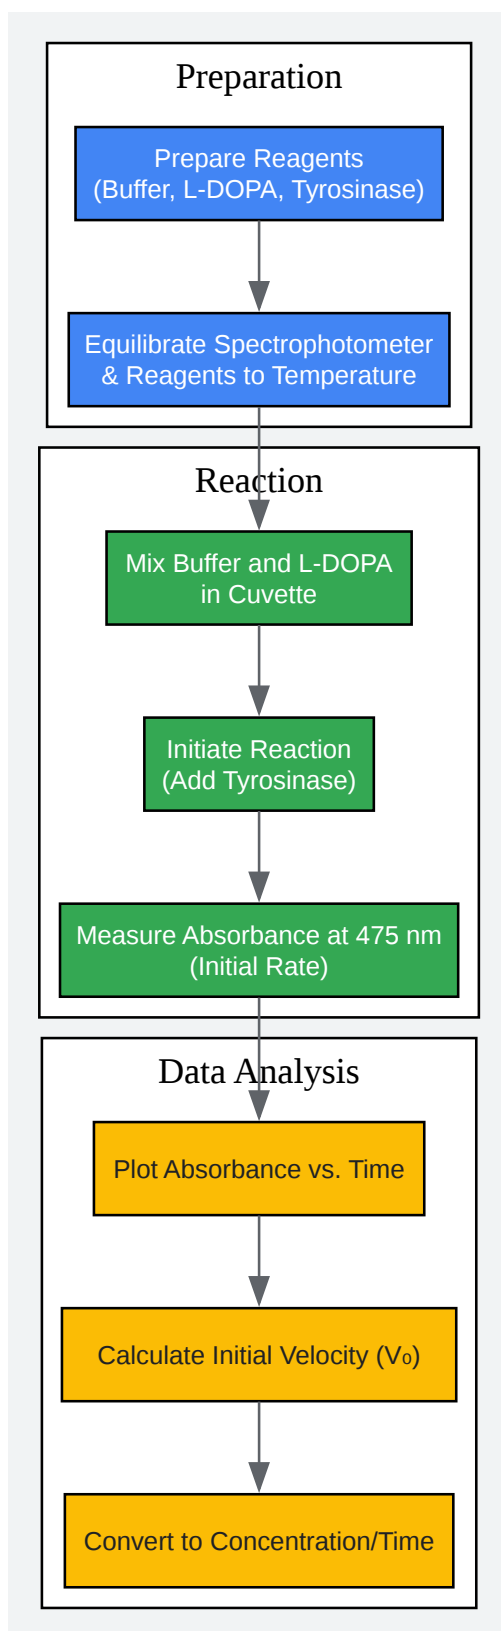 Preparation
Prepare Reagents
(Buffer, L-DOPA, Tyrosinase)
Equilibrate Spectrophotometer
& Reagents to Temperature
Reaction
Mix Buffer and L-DOPA
in Cuvette
Initiate Reaction
(Add Tyrosinase)
Measure Absorbance at 475 nm
(Initial Rate)
Data Analysis
Plot Absorbance vs. Time
Calculate Initial Velocity (V₀)
Convert to Concentration/Time